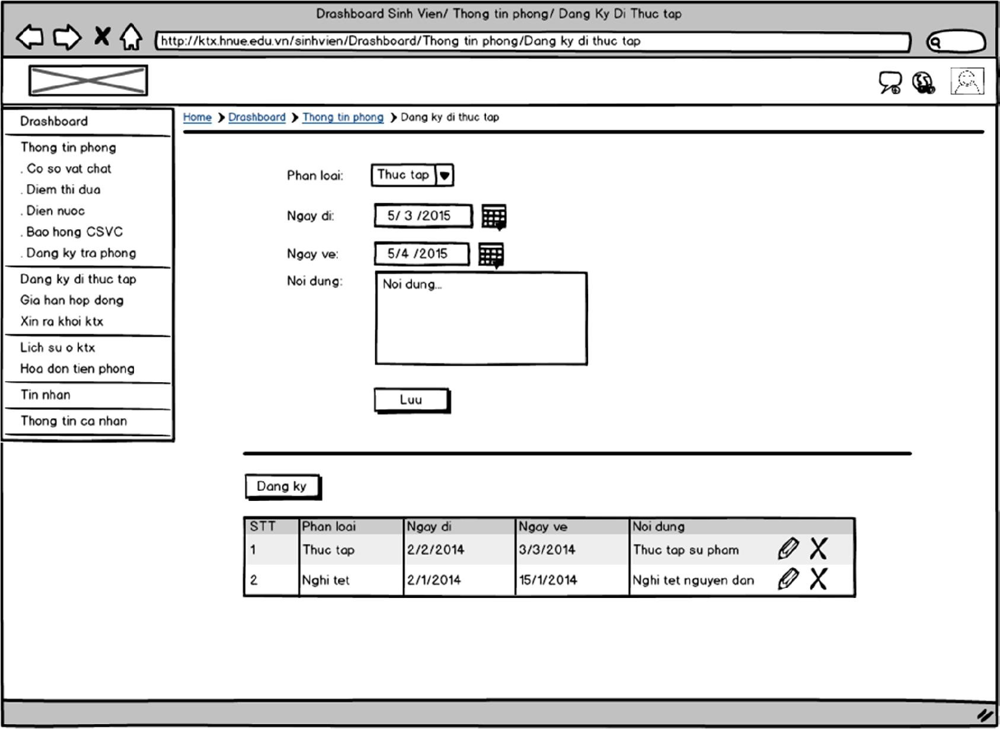 Drashboard Sinh Vien/ Thong tin phong/ Dang Ky Di Thuc tap
http://ktx.hnue.edu.vn/sinhvien/Drashboard/Thong tin phong/Dang ky di thuc tap
Home > Drashboard > Thong tin phong > Dang ky di thuc tap
Drashboard
Thong tin phong
. Co so vat chat
. Diem thi dua
. Dien nuoc
. Bao hong CSVC
. Dang ky tra phong
Dang ky di thuc tap
Gia han hop dong
Xin ra khoi ktx
Lich su o ktx
Hoa don tien phong
Tin nhan
Thong tin ca nhan
Phan loai: Thuc tap
Ngay di: 5/ 3 /2015
Ngay ve: 5/4 /2015
Noi dung: Noi dung...
Luu
Dang ky
STT Phan loai Ngay di Ngay ve Noi dung
1 Thuc tap 2/2/2014 3/3/2014 Thuc tap su pham
2 Nghi tet 2/1/2014 15/1/2014 Nghi tet nguyen dan